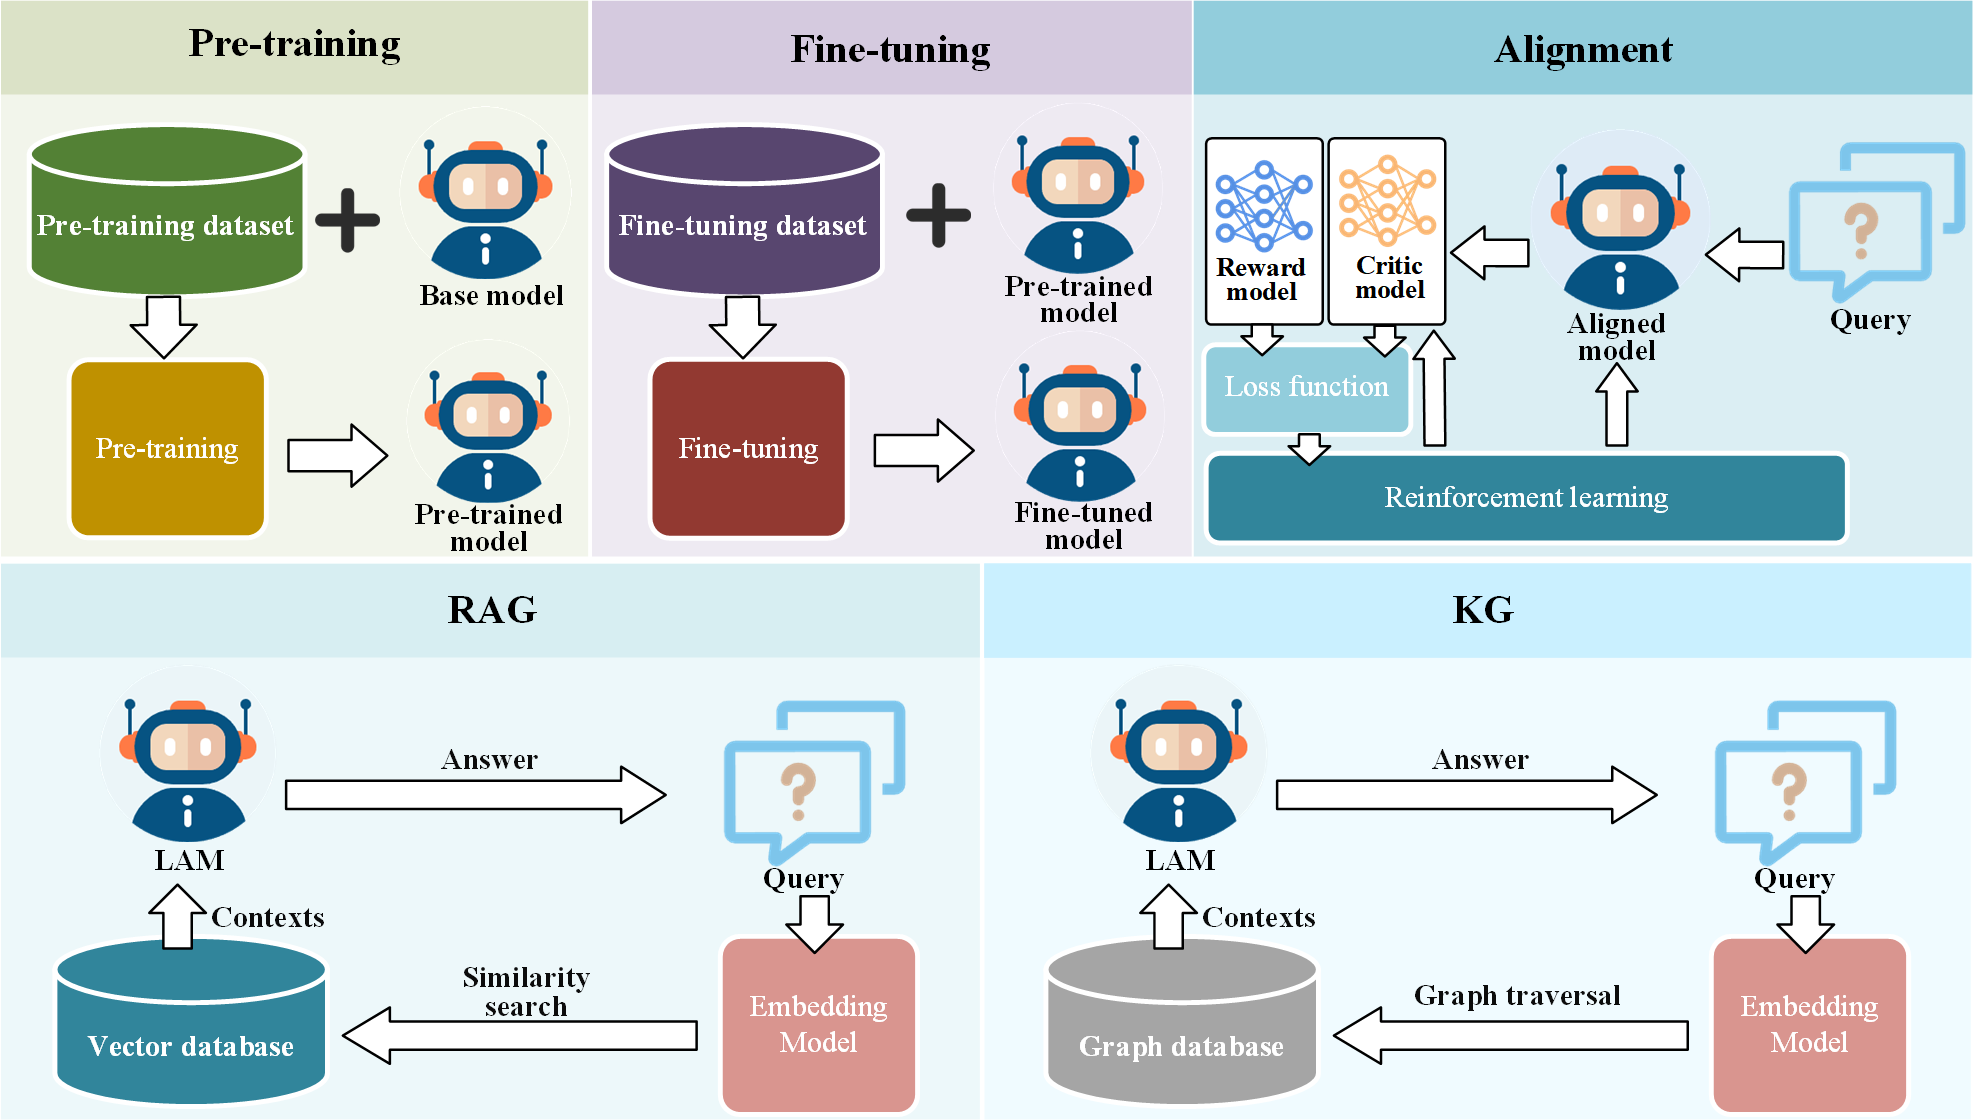 Pre-training
Pre-training dataset
Base model
Pre-training
Pre-trained
model
Fine-tuning
Fine-tuning dataset
Pre-trained
model
Fine-tuning
Fine-tuned
model
Alignment
Reward
model
Critic
model
Aligned
model
Query
Loss function
Reinforcement learning
RAG
LAM
Answer
Query
Contexts
Vector database
Similarity
search
Embedding
Model
KG
LAM
Answer
Query
Contexts
Graph database
Graph traversal
Embedding
Model